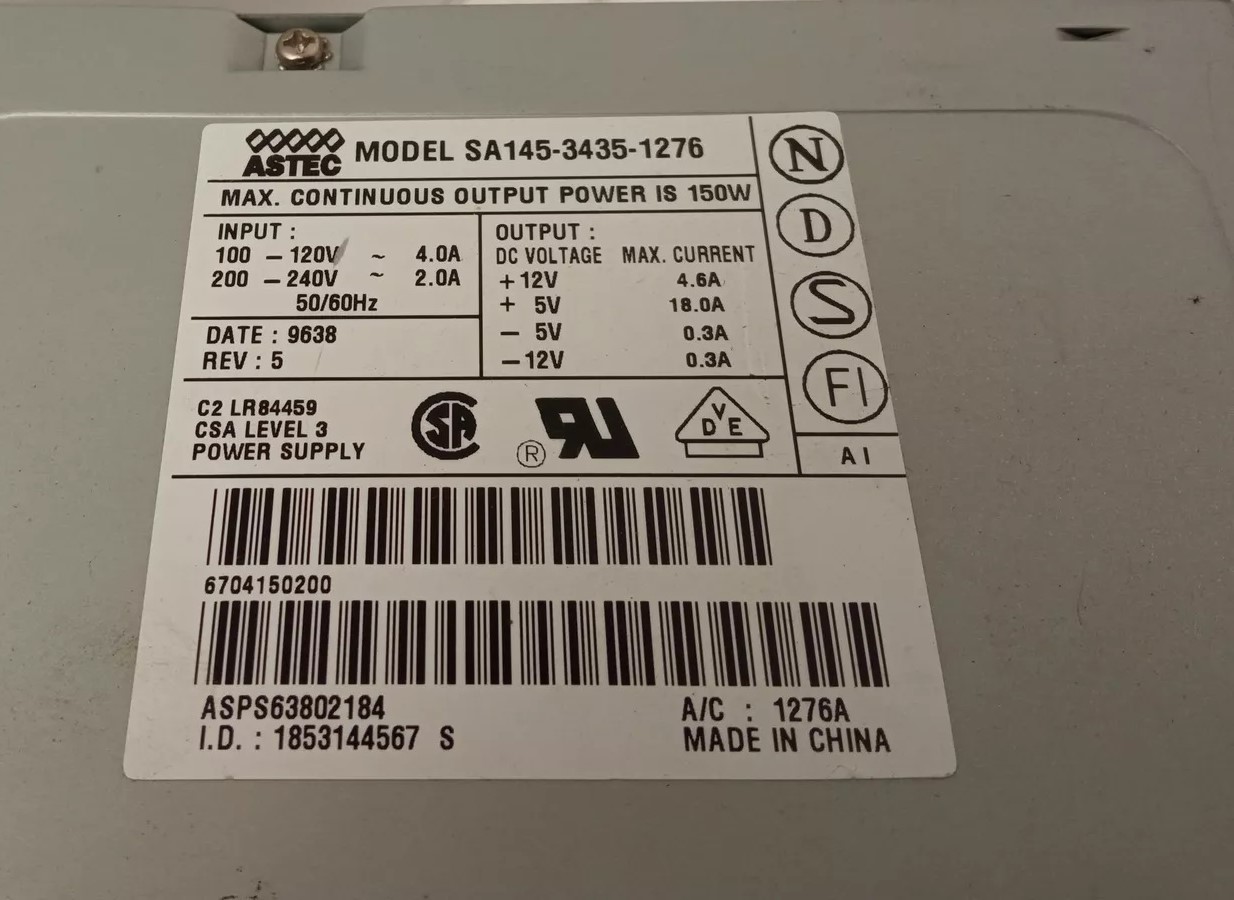 ASTEC MODEL SA145-3435-1276
MAX. CONTINUOUS OUTPUT POWER IS 150W
INPUT :
100 – 120V ~ 4.0A
200 – 240V ~ 2.0A
50/60Hz
DATE : 9638
REV : 5
OUTPUT :
DC VOLTAGE MAX. CURRENT
+ 12V 4.6A
+ 5V 18.0A
– 5V 0.3A
– 12V 0.3A
N
D
S
FI
AI
C2 LR84459
CSA LEVEL 3
POWER SUPPLY
SA
® RU
VDE
6704150200
ASPS63802184
I.D. : 1853144567 S
A/C : 1276A
MADE IN CHINA